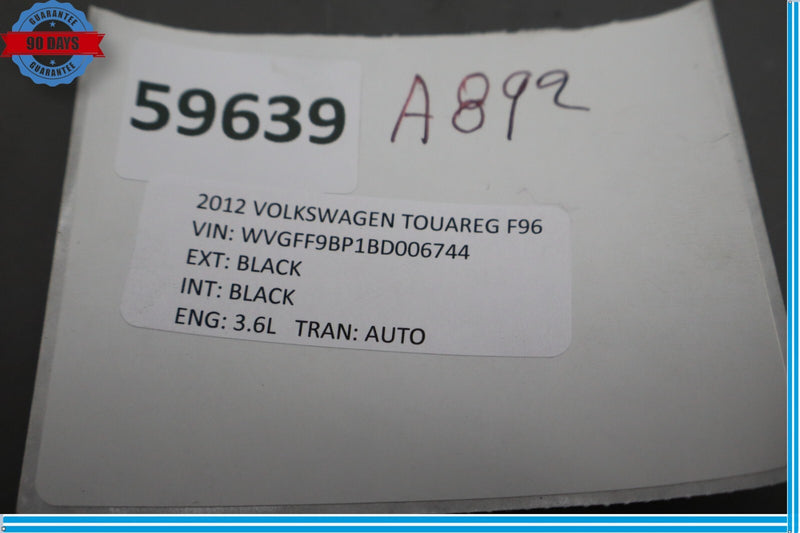 GUARANTEE
90 DAYS
GUARANTEE
59639
A892
2012 VOLKSWAGEN TOUAREG F96
VIN: WVGFF9BP1BD006744
EXT: BLACK
INT: BLACK
ENG: 3.6L TRAN: AUTO